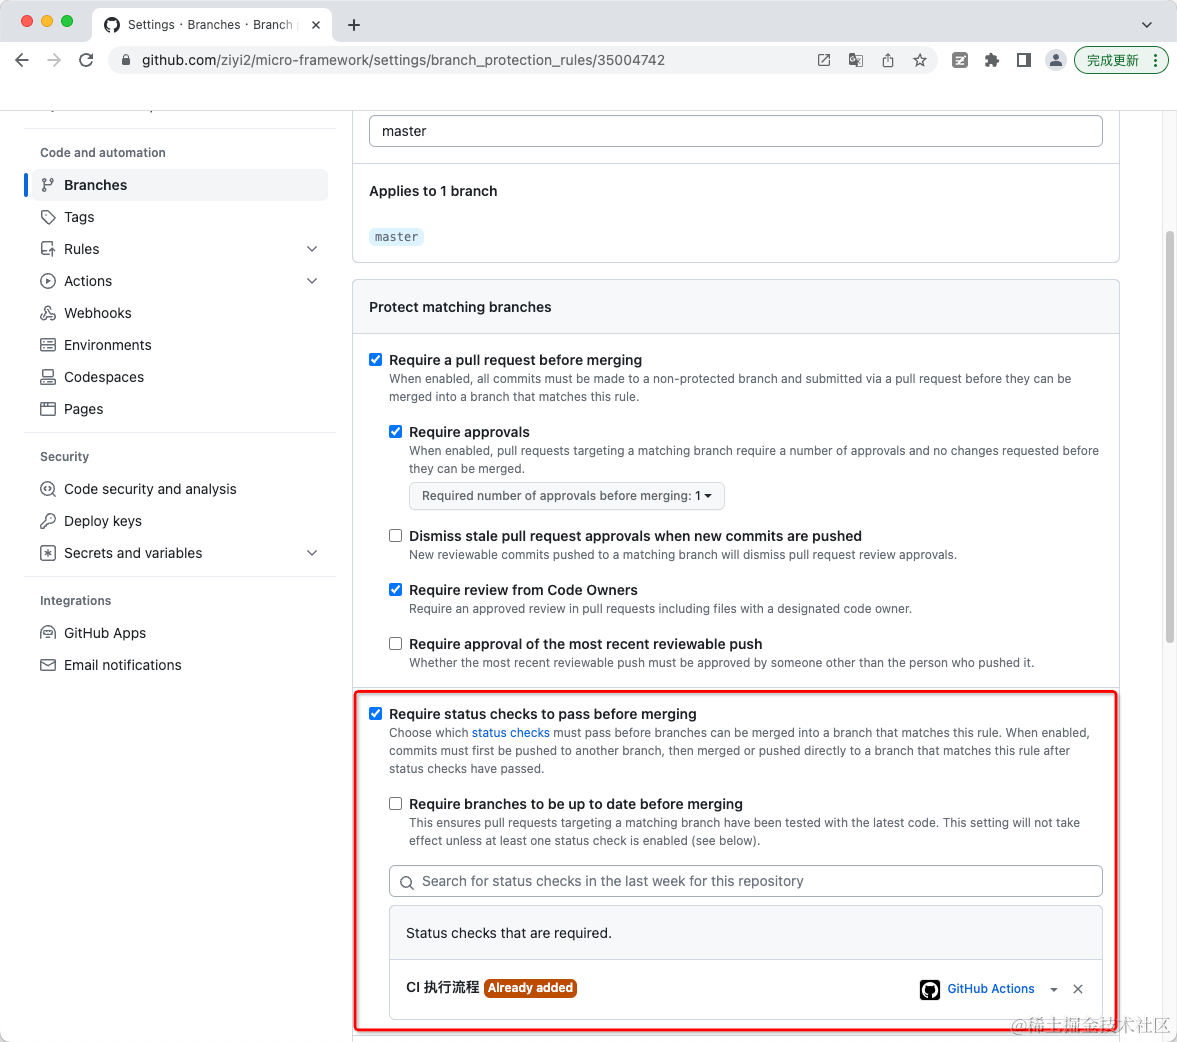 Settings · Branches · Branch
github.com/ziyi2/micro-framework/settings/branch_protection_rules/35004742
完成更新
Code and automation
Branches
Tags
Rules
Actions
Webhooks
Environments
Codespaces
Pages
Security
Code security and analysis
Deploy keys
Secrets and variables
Integrations
GitHub Apps
Email notifications
master
Applies to 1 branch
master
Protect matching branches
Require a pull request before merging
When enabled, all commits must be made to a non-protected branch and submitted via a pull request before they can be
merged into a branch that matches this rule.
Require approvals
When enabled, pull requests targeting a matching branch require a number of approvals and no changes requested before
they can be merged.
Required number of approvals before merging: 1
Dismiss stale pull request approvals when new commits are pushed
New reviewable commits pushed to a matching branch will dismiss pull request review approvals.
Require review from Code Owners
Require an approved review in pull requests including files with a designated code owner.
Require approval of the most recent reviewable push
Whether the most recent reviewable push must be approved by someone other than the person who pushed it.
Require status checks to pass before merging
Choose which status checks must pass before branches can be merged into a branch that matches this rule. When enabled,
commits must first be pushed to another branch, then merged or pushed directly to a branch that matches this rule after
status checks have passed.
Require branches to be up to date before merging
This ensures pull requests targeting a matching branch have been tested with the latest code. This setting will not take
effect unless at least one status check is enabled (see below).
Search for status checks in the last week for this repository
Status checks that are required.
CI 执行流程 Already added
GitHub Actions
@稀土掘金技术社区